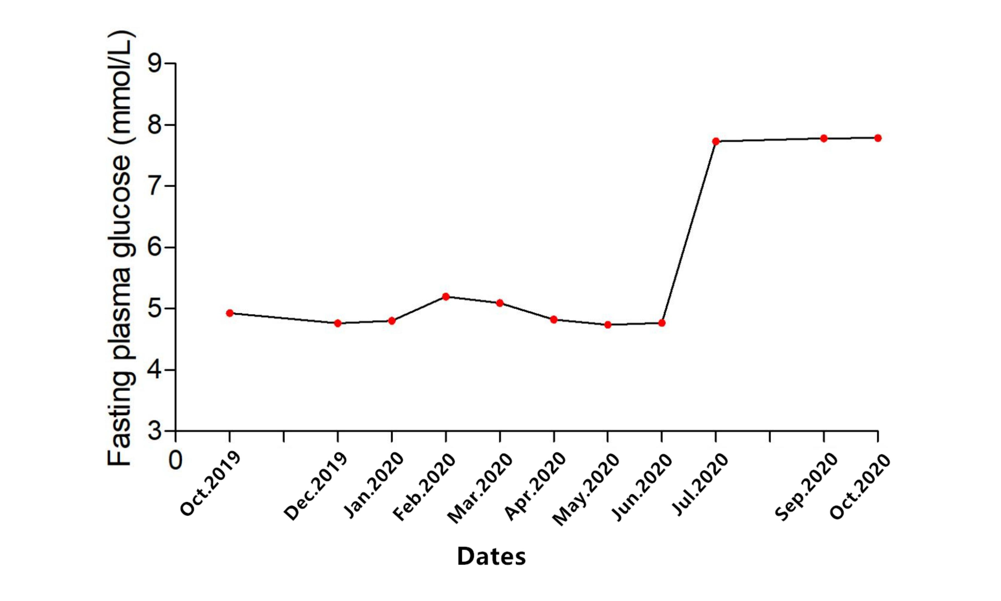 Fasting plasma glucose (mmol/L)
9
8
7
6
5
4
3
0
Oct.2019
Dec.2019
Jan.2020
Feb.2020
Mar.2020
Apr.2020
May.2020
Jun.2020
Jul.2020
Sep.2020
Oct.2020
Dates